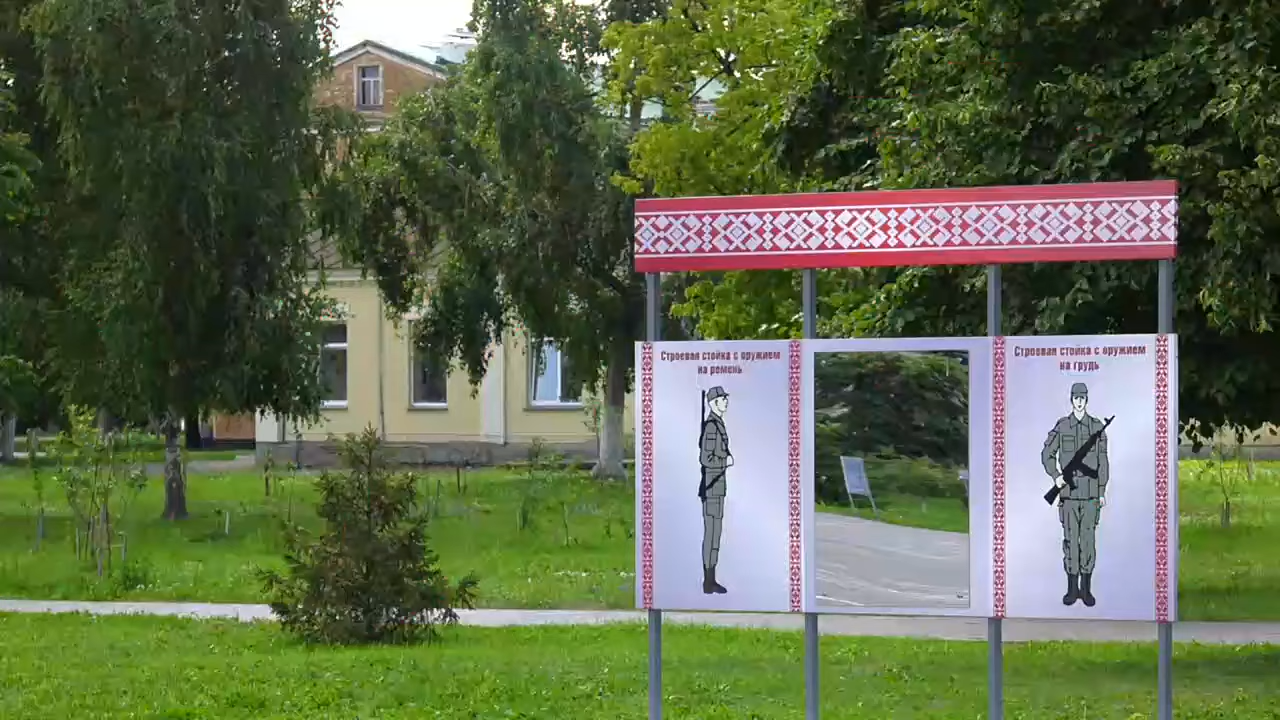 Строевая стойка с оружием
на ремень
Строевая стойка с оружием
на грудь